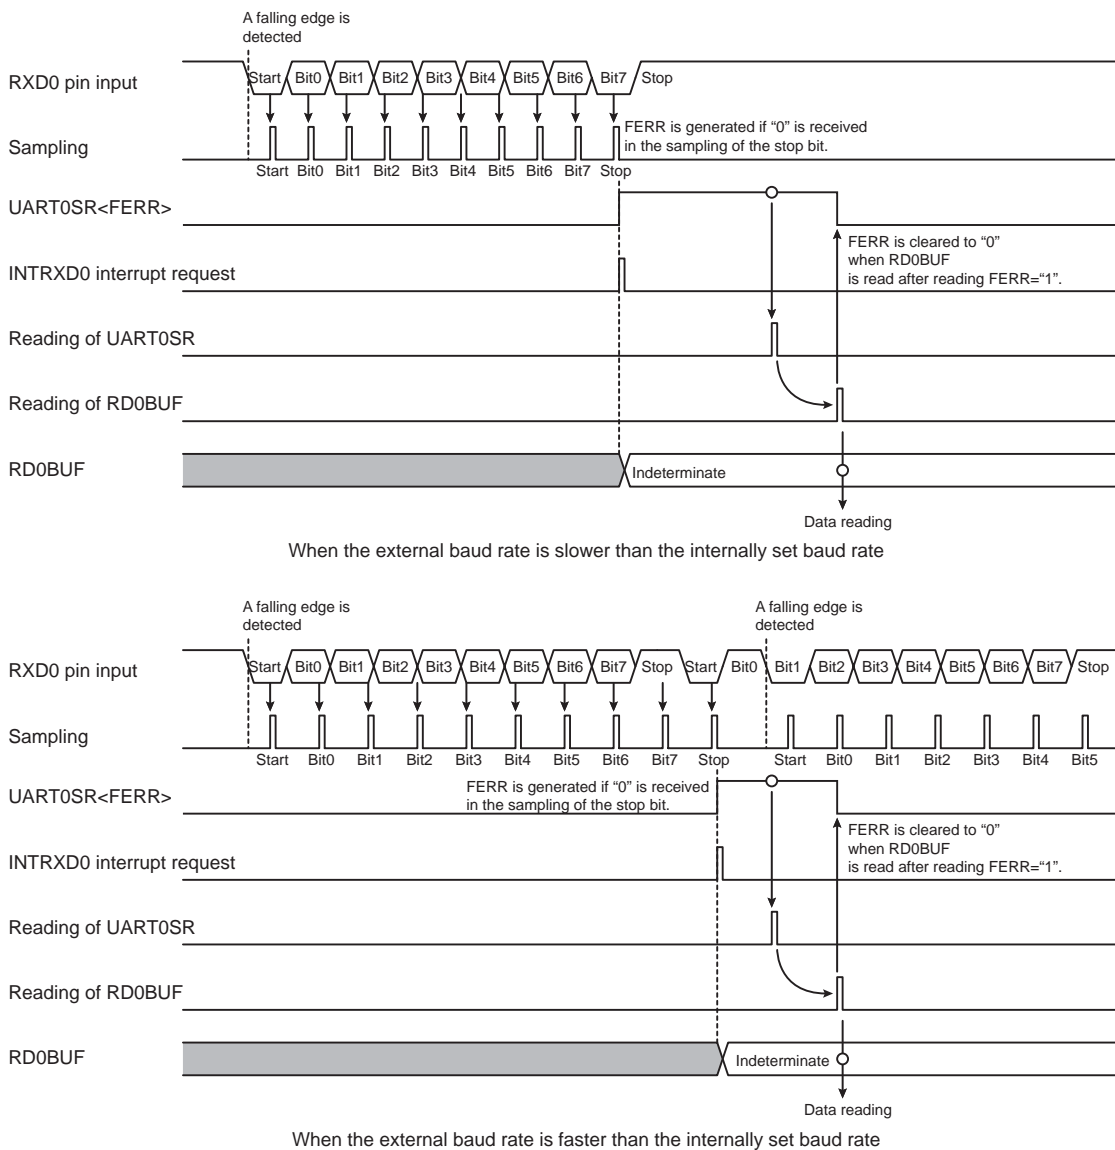 A falling edge is
detected
RXD0 pin input
Start Bit0 Bit1 Bit2 Bit3 Bit4 Bit5 Bit6 Bit7 Stop
Sampling
FERR is generated if “0” is received
in the sampling of the stop bit.
Start Bit0 Bit1 Bit2 Bit3 Bit4 Bit5 Bit6 Bit7 Stop
UART0SR<FERR>
FERR is cleared to “0”
when RD0BUF
is read after reading FERR=“1”.
INTRXD0 interrupt request
Reading of UART0SR
Reading of RD0BUF
RD0BUF
Indeterminate
Data reading
When the external baud rate is slower than the internally set baud rate
A falling edge is
detected
A falling edge is
detected
RXD0 pin input
Start Bit0 Bit1 Bit2 Bit3 Bit4 Bit5 Bit6 Bit7 Stop Start Bit0 Bit1 Bit2 Bit3 Bit4 Bit5 Bit6 Bit7 Stop
Sampling
Start Bit0 Bit1 Bit2 Bit3 Bit4 Bit5 Bit6 Bit7 Stop Start Bit0 Bit1 Bit2 Bit3 Bit4 Bit5
UART0SR<FERR>
FERR is generated if “0” is received
in the sampling of the stop bit.
FERR is cleared to “0”
when RD0BUF
is read after reading FERR=“1”.
INTRXD0 interrupt request
Reading of UART0SR
Reading of RD0BUF
RD0BUF
Indeterminate
Data reading
When the external baud rate is faster than the internally set baud rate